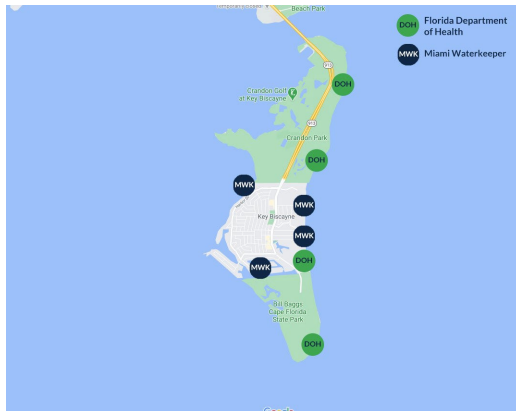 Beach Park
DOH
Florida Department
of Health
MWK
Miami Waterkeeper
913
DOH
Crandon Golf
at Key Biscayne
913
Crandon Park
DOH
MWK
MWK
Key Biscayne
MWK
DOH
MWK
Bill Baggs
Cape Florida
State Park
DOH